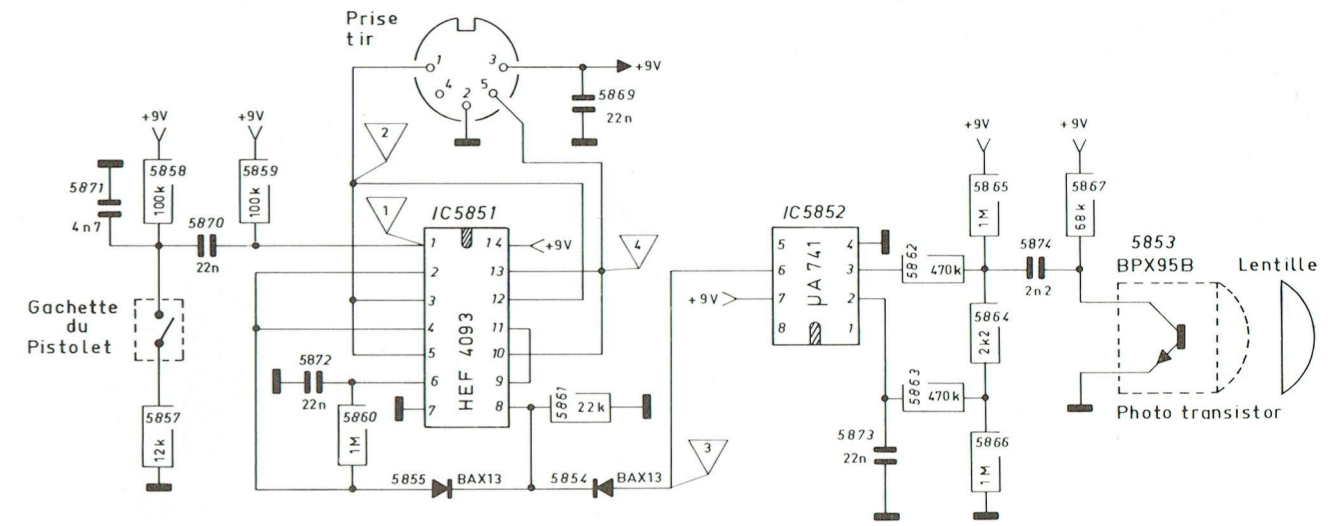 Prise
tir
1
3
+9V
4
2
5
5869
22n
+9V
+9V
2
+9V
+9V
5871
4n7
5858
100k
5859
100k
5870
22n
1
IC5851
HEF 4093
1
14
+9V
2
13
3
12
4
11
5
10
6
9
7
8
4
IC5852
µA 741
5
4
6
3
7
2
8
1
+9V
5862
470k
5865
1M
5867
68k
5874
2n2
5853
BPX95B
Lentille
5864
2k2
Gachette
du
Pistolet
5872
22n
5860
1M
5861
22k
5863
470k
Photo transistor
5857
12k
5873
22n
5866
1M
3
5855
BAX13
5854
BAX13